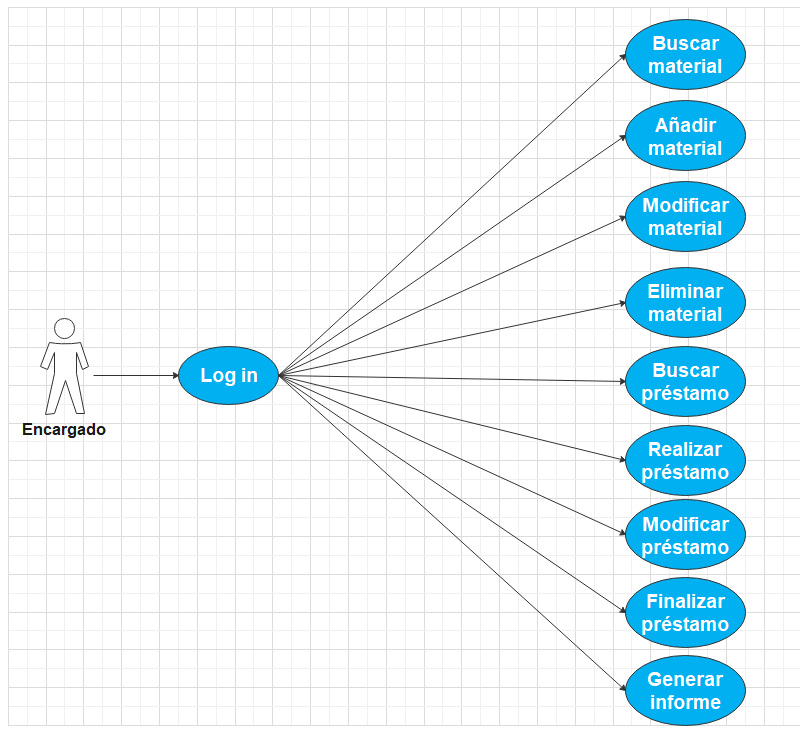 Encargado
Log in
Buscar
material
Añadir
material
Modificar
material
Eliminar
material
Buscar
préstamo
Realizar
préstamo
Modificar
préstamo
Finalizar
préstamo
Generar
informe